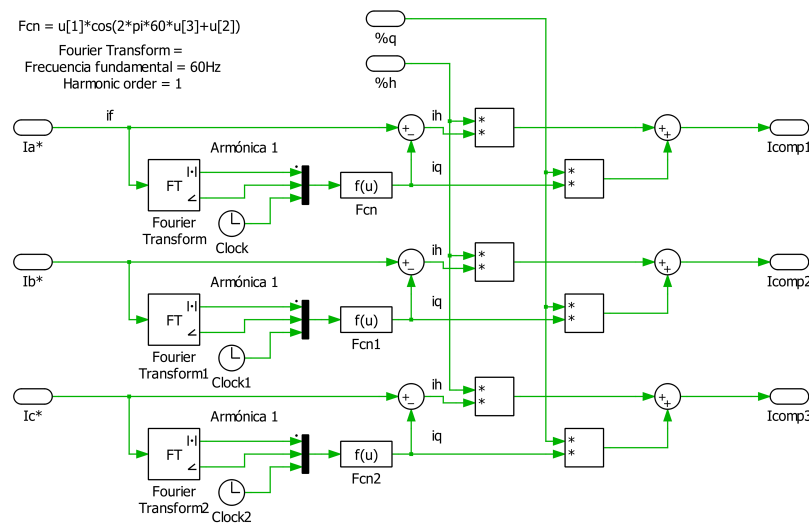 Fcn = u[1]*cos(2*pi*60*u[3]+u[2])
Fourier Transform =
Frecuencia fundamental = 60Hz
Harmonic order = 1
%q
%h
Ia*
if
Armónica 1
FT
|·|
∠
Fourier
Transform
Clock
f(u)
Fcn
+
−
ih
iq
*
*
*
*
+
+
Icomp1
Ib*
Armónica 1
FT
|·|
∠
Fourier
Transform1
Clock1
f(u)
Fcn1
+
−
ih
iq
*
*
*
*
+
+
Icomp2
Ic*
Armónica 1
FT
|·|
∠
Fourier
Transform2
Clock2
f(u)
Fcn2
+
−
ih
iq
*
*
*
*
+
+
Icomp3